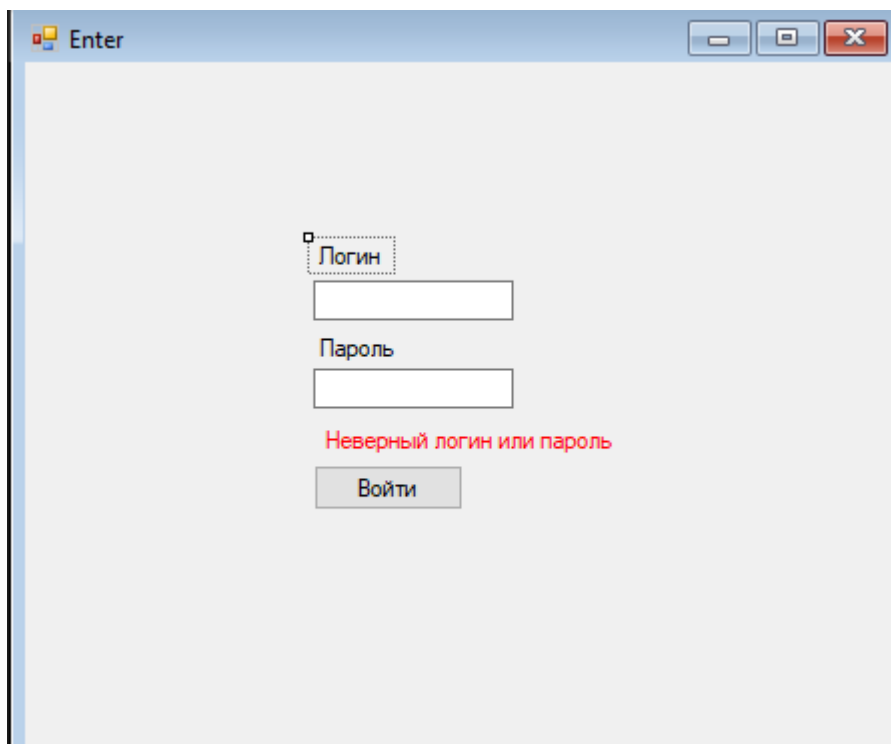 Enter
Логин
Пароль
Неверный логин или пароль
Войти